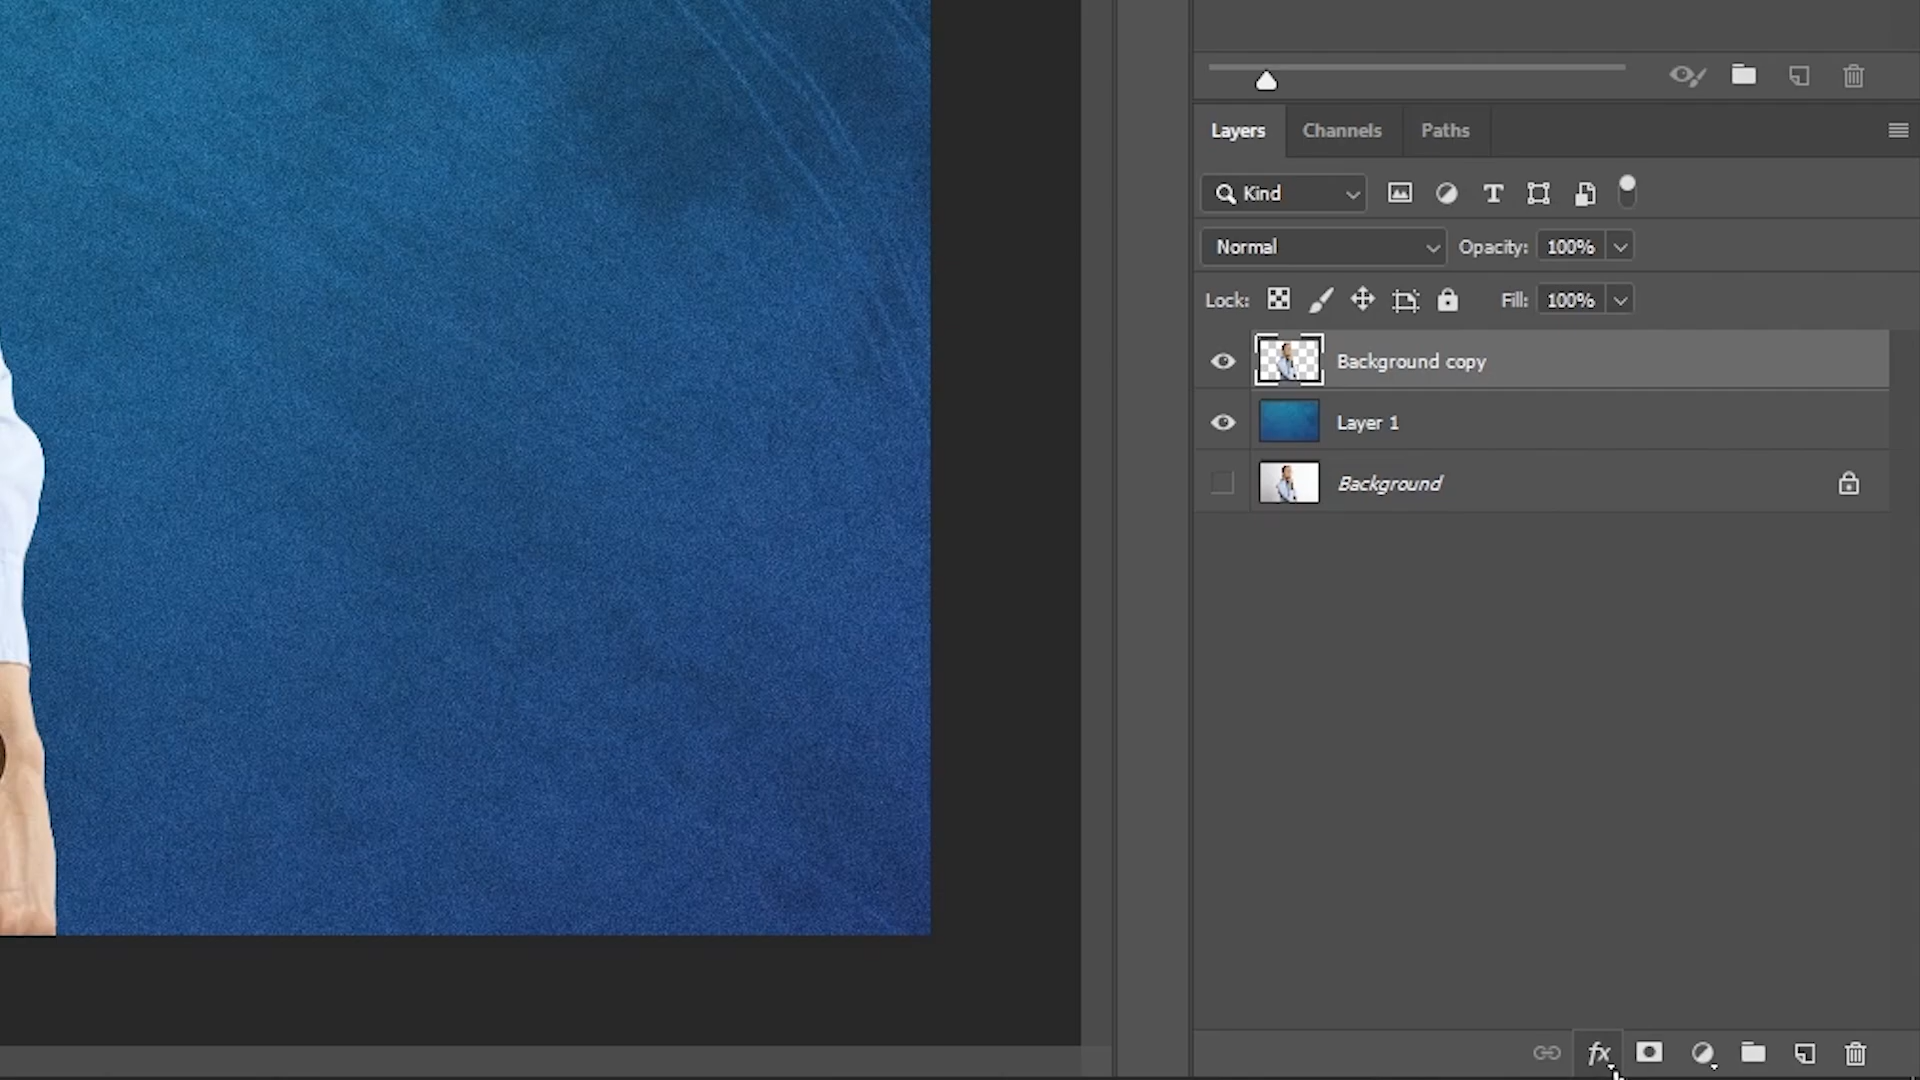 Layers Channels Paths
Kind
Normal Opacity: 100%
Lock: Fill: 100%
Background copy
Layer 1
Background
fx